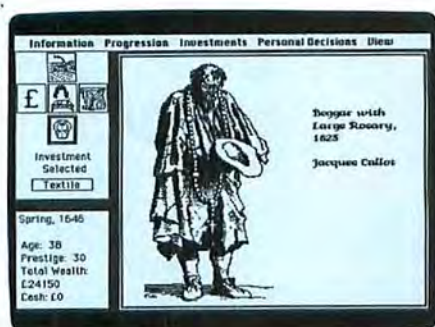 Information Progression Investments Personal Decisions View
£
Investment
Selected
Textile
Spring, 1646
Age: 38
Prestige: 30
Total Wealth:
£24150
Cash: £0
Beggar with
Large Rosary,
1625
Jacques Callot